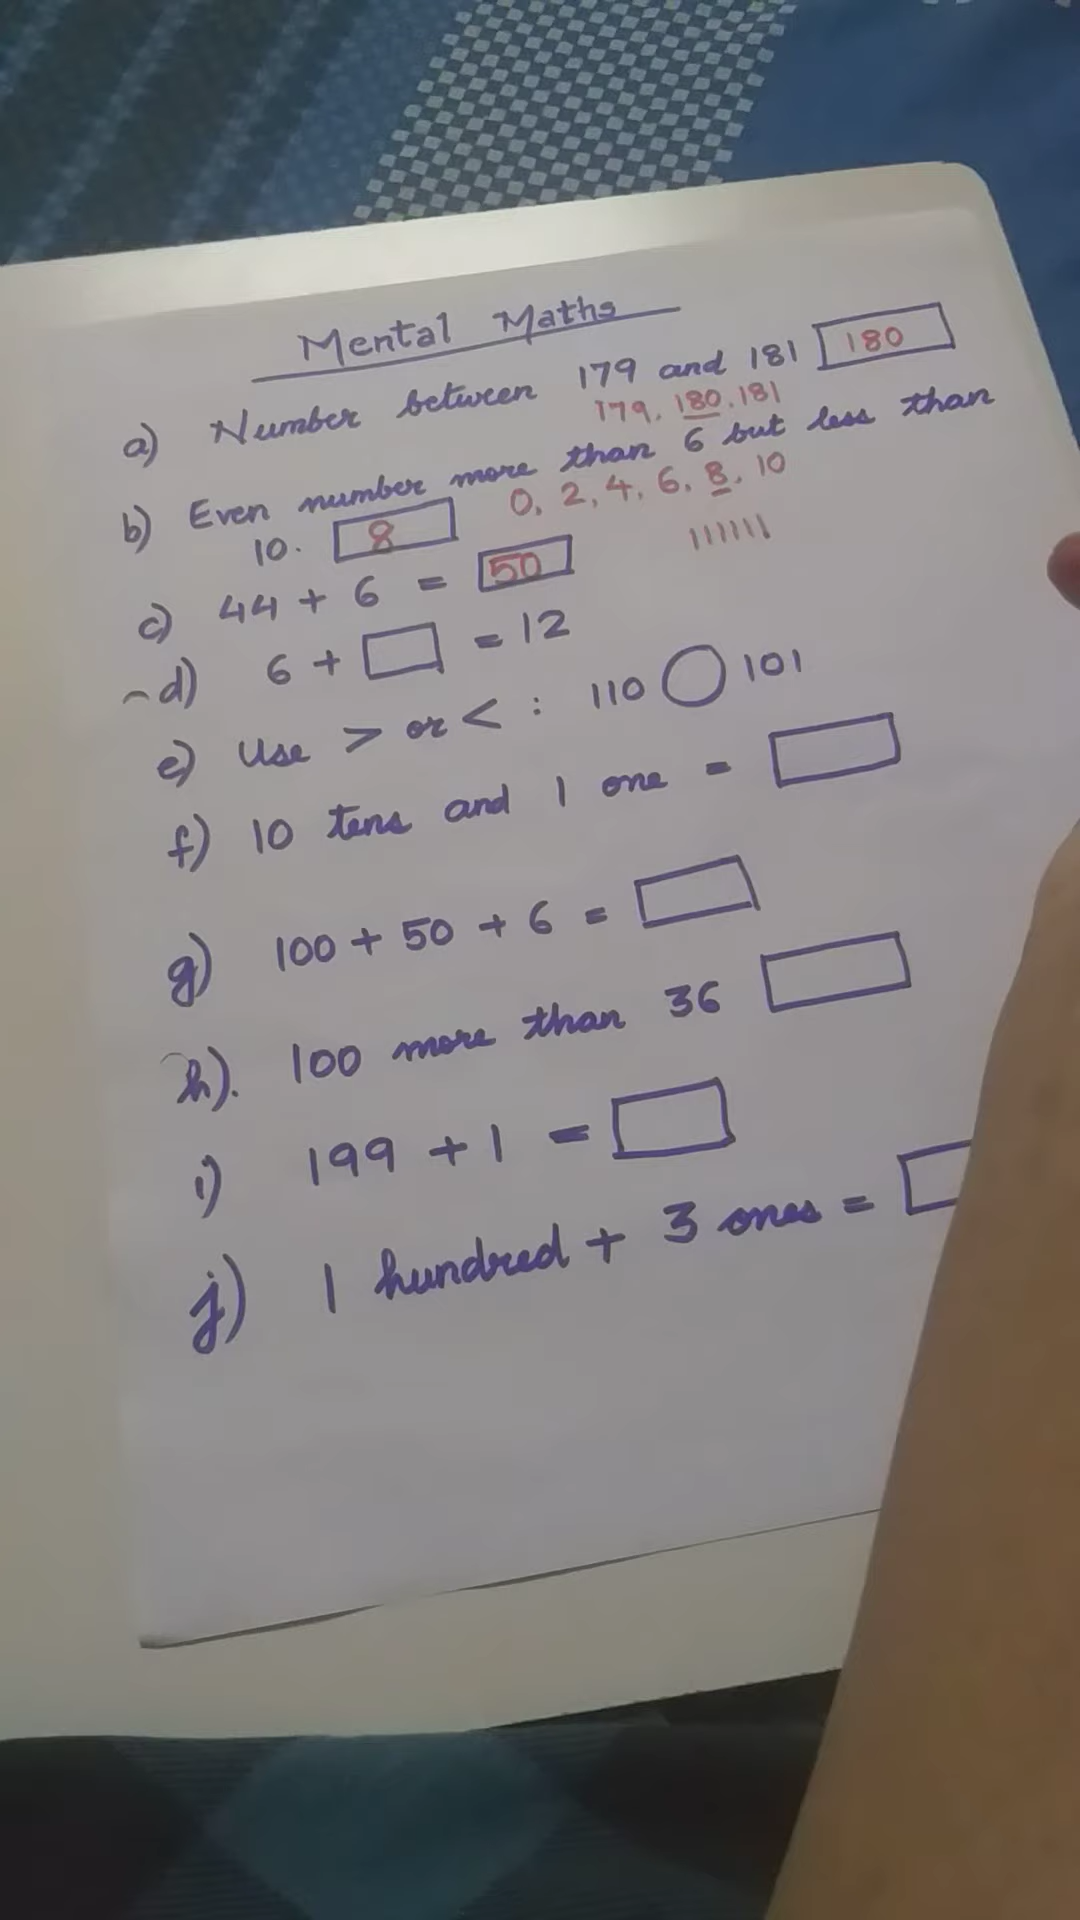 Mental Maths
a) Number between 179 and 181 180
179, 180, 181
b) Even number more than 6 but less than
10. 8 0, 2, 4, 6, 8, 10
c) 44 + 6 = 50
d) 6 + = 12
e) Use > or < : 110 101
f) 10 tens and 1 one =
g) 100 + 50 + 6 =
h). 100 more than 36
i) 199 + 1 =
j) 1 hundred + 3 ones =